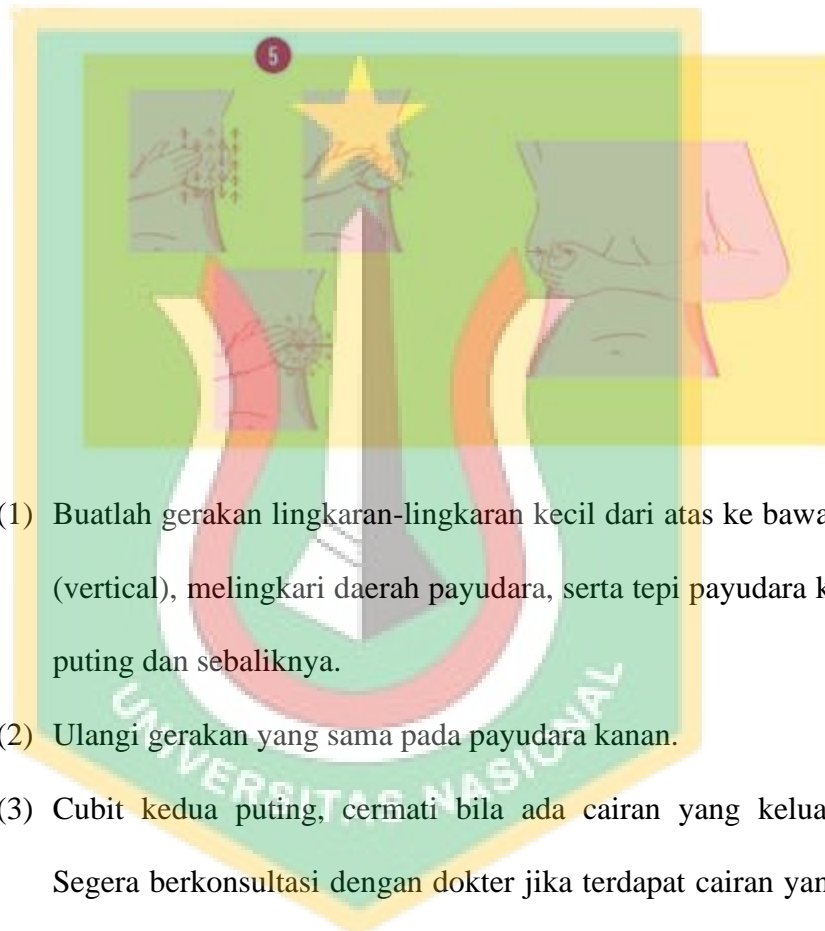 5
(1) Buatlah gerakan lingkaran-lingkaran kecil dari atas ke bawa
(vertical), melingkari daerah payudara, serta tepi payudara k
puting dan sebaliknya.
(2) Ulangi gerakan yang sama pada payudara kanan.
(3) Cubit kedua puting, cermati bila ada cairan yang kelua
Segera berkonsultasi dengan dokter jika terdapat cairan yan
UNIVERSITAS NASIONAL